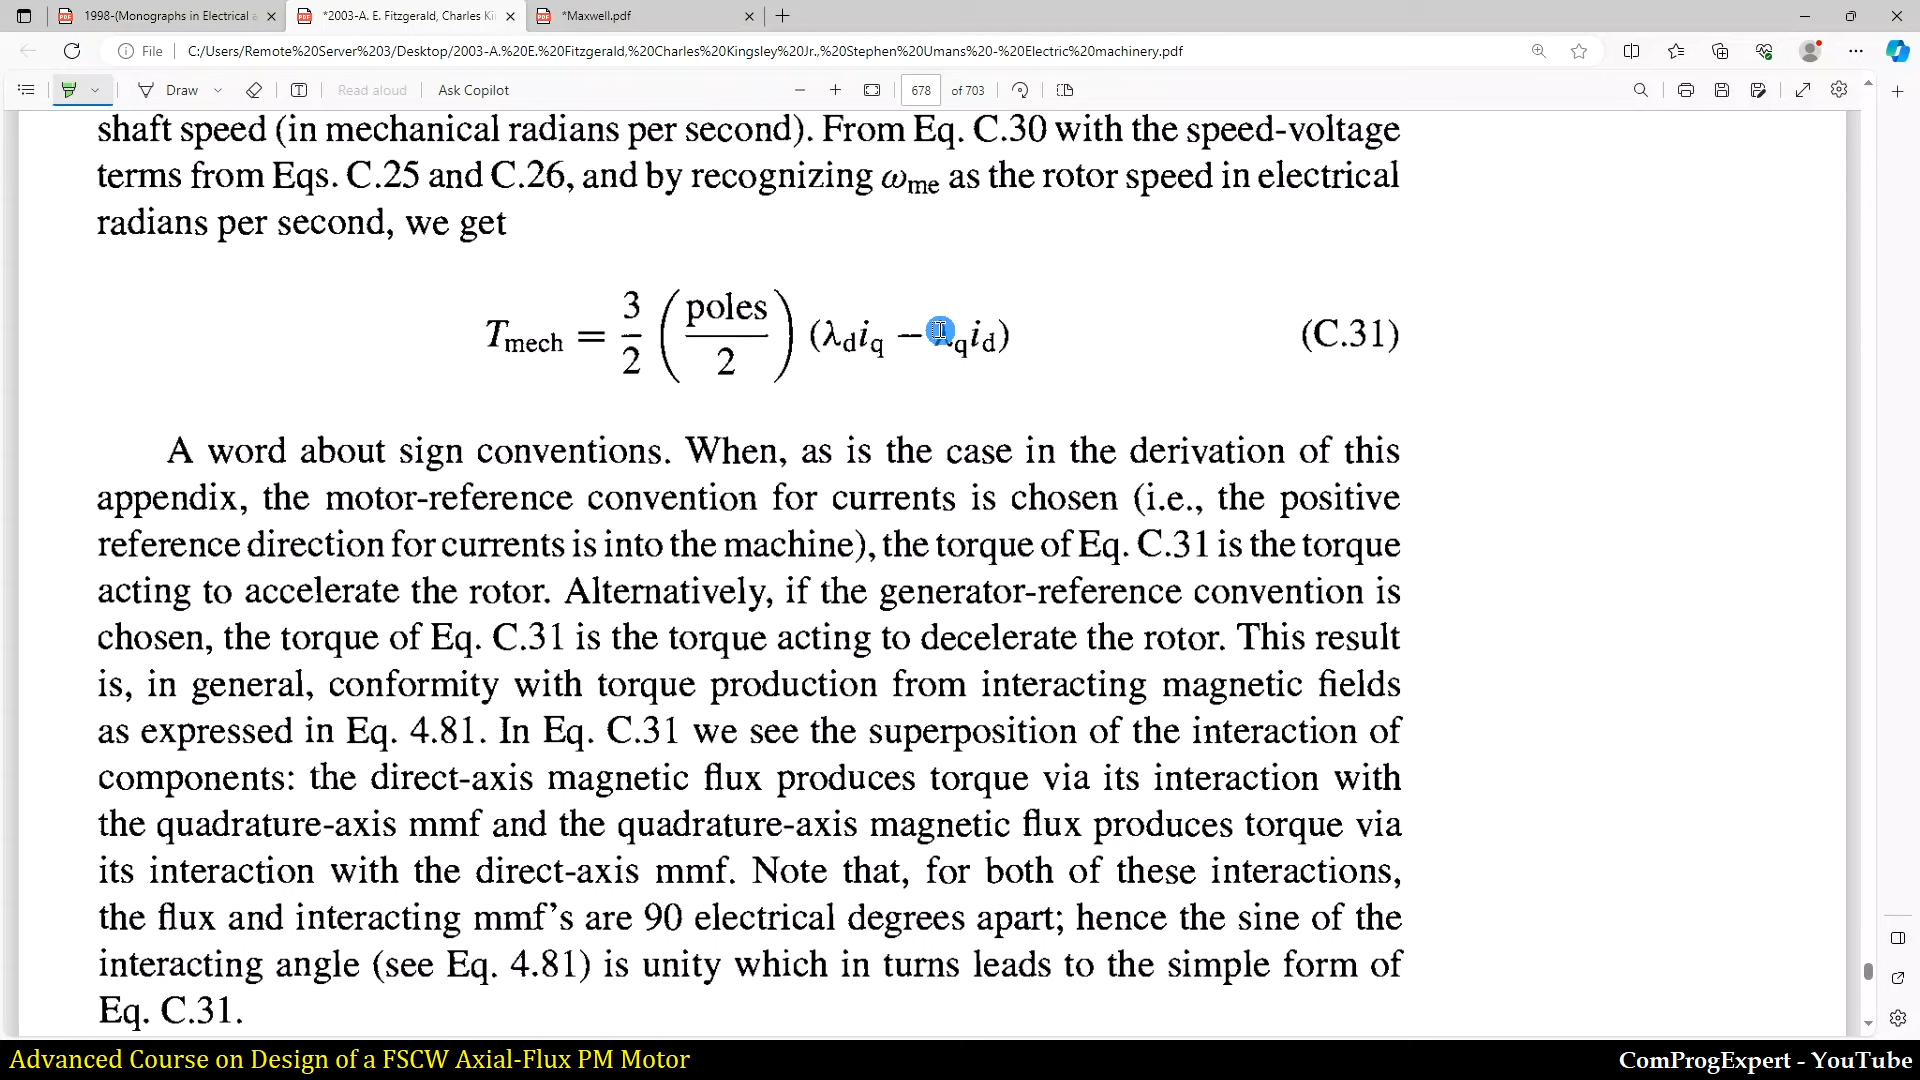 1998-(Monographs in Electrical a
*2003-A. E. Fitzgerald, Charles Ki
*Maxwell.pdf
File
C:/Users/Remote%20Server%203/Desktop/2003-A.%20E.%20Fitzgerald,%20Charles%20Kingsley%20Jr.,%20Stephen%20Umans%20-%20Electric%20machinery.pdf
Draw
Read aloud
Ask Copilot
678 of 703
shaft speed (in mechanical radians per second). From Eq. C.30 with the speed-voltage
terms from Eqs. C.25 and C.26, and by recognizing ωme as the rotor speed in electrical
radians per second, we get
Tmech = 3/2 (poles/2) (λdiq − λqid) (C.31)
A word about sign conventions. When, as is the case in the derivation of this
appendix, the motor-reference convention for currents is chosen (i.e., the positive
reference direction for currents is into the machine), the torque of Eq. C.31 is the torque
acting to accelerate the rotor. Alternatively, if the generator-reference convention is
chosen, the torque of Eq. C.31 is the torque acting to decelerate the rotor. This result
is, in general, conformity with torque production from interacting magnetic fields
as expressed in Eq. 4.81. In Eq. C.31 we see the superposition of the interaction of
components: the direct-axis magnetic flux produces torque via its interaction with
the quadrature-axis mmf and the quadrature-axis magnetic flux produces torque via
its interaction with the direct-axis mmf. Note that, for both of these interactions,
the flux and interacting mmf's are 90 electrical degrees apart; hence the sine of the
interacting angle (see Eq. 4.81) is unity which in turns leads to the simple form of
Eq. C.31.
Advanced Course on Design of a FSCW Axial-Flux PM Motor
ComProgExpert - YouTube